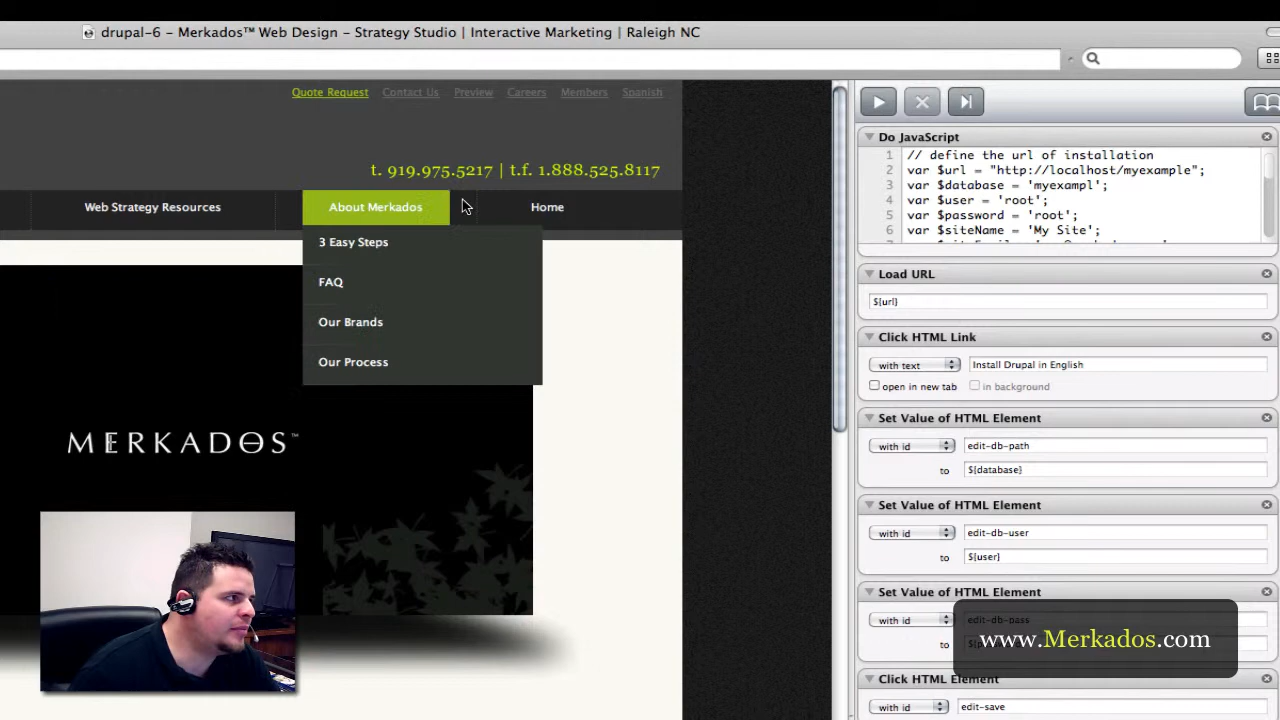 drupal-6 – Merkados™ Web Design – Strategy Studio | Interactive Marketing | Raleigh NC
Quote Request Contact Us Preview Careers Members Spanish
t. 919.975.5217 | t.f. 1.888.525.8117
Web Strategy Resources About Merkados Home
3 Easy Steps
FAQ
Our Brands
Our Process
MERKADOS™
Do JavaScript
1 // define the url of installation
2 var $url = "http://localhost/myexample";
3 var $database = 'myexampl';
4 var $user = 'root';
5 var $password = 'root';
6 var $siteName = 'My Site';
Load URL
${url}
Click HTML Link
with text Install Drupal in English
open in new tab in background
Set Value of HTML Element
with id edit-db-path
to ${database}
Set Value of HTML Element
with id edit-db-user
to ${user}
Set Value of HTML Element
with id edit-db-pass
www.Merkados.com
Click HTML Element
with id edit-save